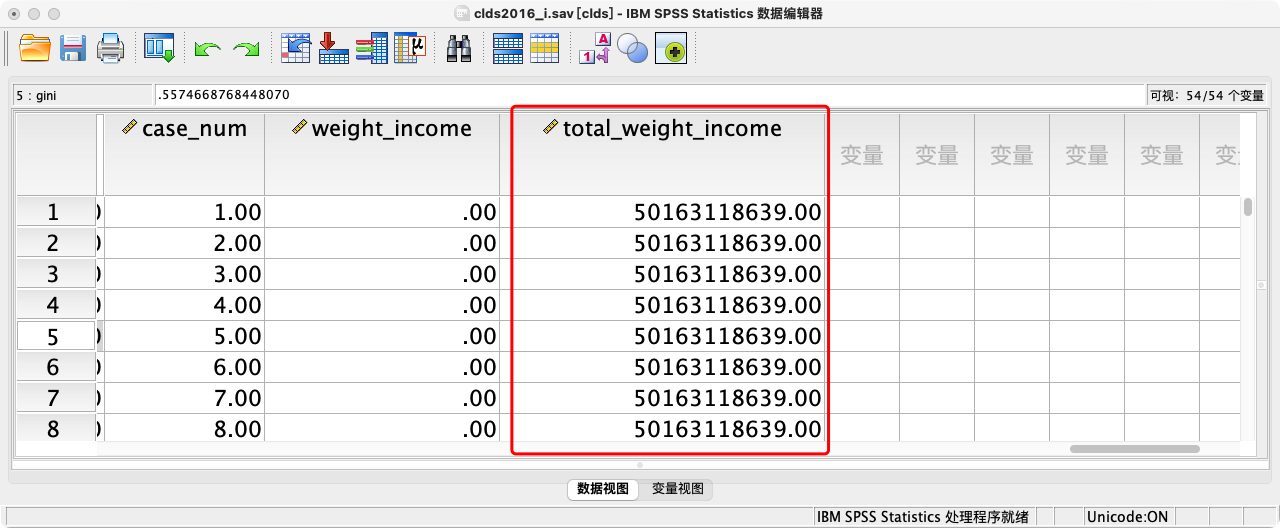 clds2016_i.sav [clds] - IBM SPSS Statistics 数据编辑器
5 : gini .5574668768448070 可视： 54/54 个变量
case_num weight_income total_weight_income 变量 变量 变量 变量 变量
1 1.00 .00 50163118639.00
2 2.00 .00 50163118639.00
3 3.00 .00 50163118639.00
4 4.00 .00 50163118639.00
5 5.00 .00 50163118639.00
6 6.00 .00 50163118639.00
7 7.00 .00 50163118639.00
8 8.00 .00 50163118639.00
数据视图 变量视图
IBM SPSS Statistics 处理程序就绪 Unicode:ON